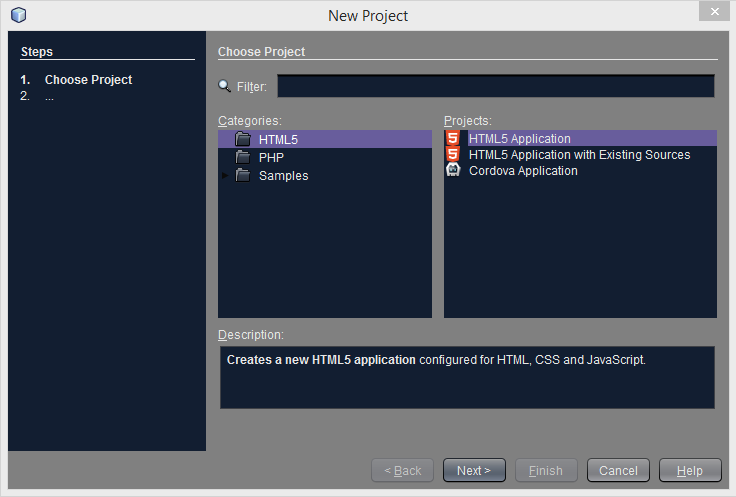 New Project
Steps
1. Choose Project
2. ...
Choose Project
Filter:
Categories:
HTML5
PHP
Samples
Projects:
HTML5 Application
HTML5 Application with Existing Sources
Cordova Application
Description:
Creates a new HTML5 application configured for HTML, CSS and JavaScript.
< Back Next > Finish Cancel Help